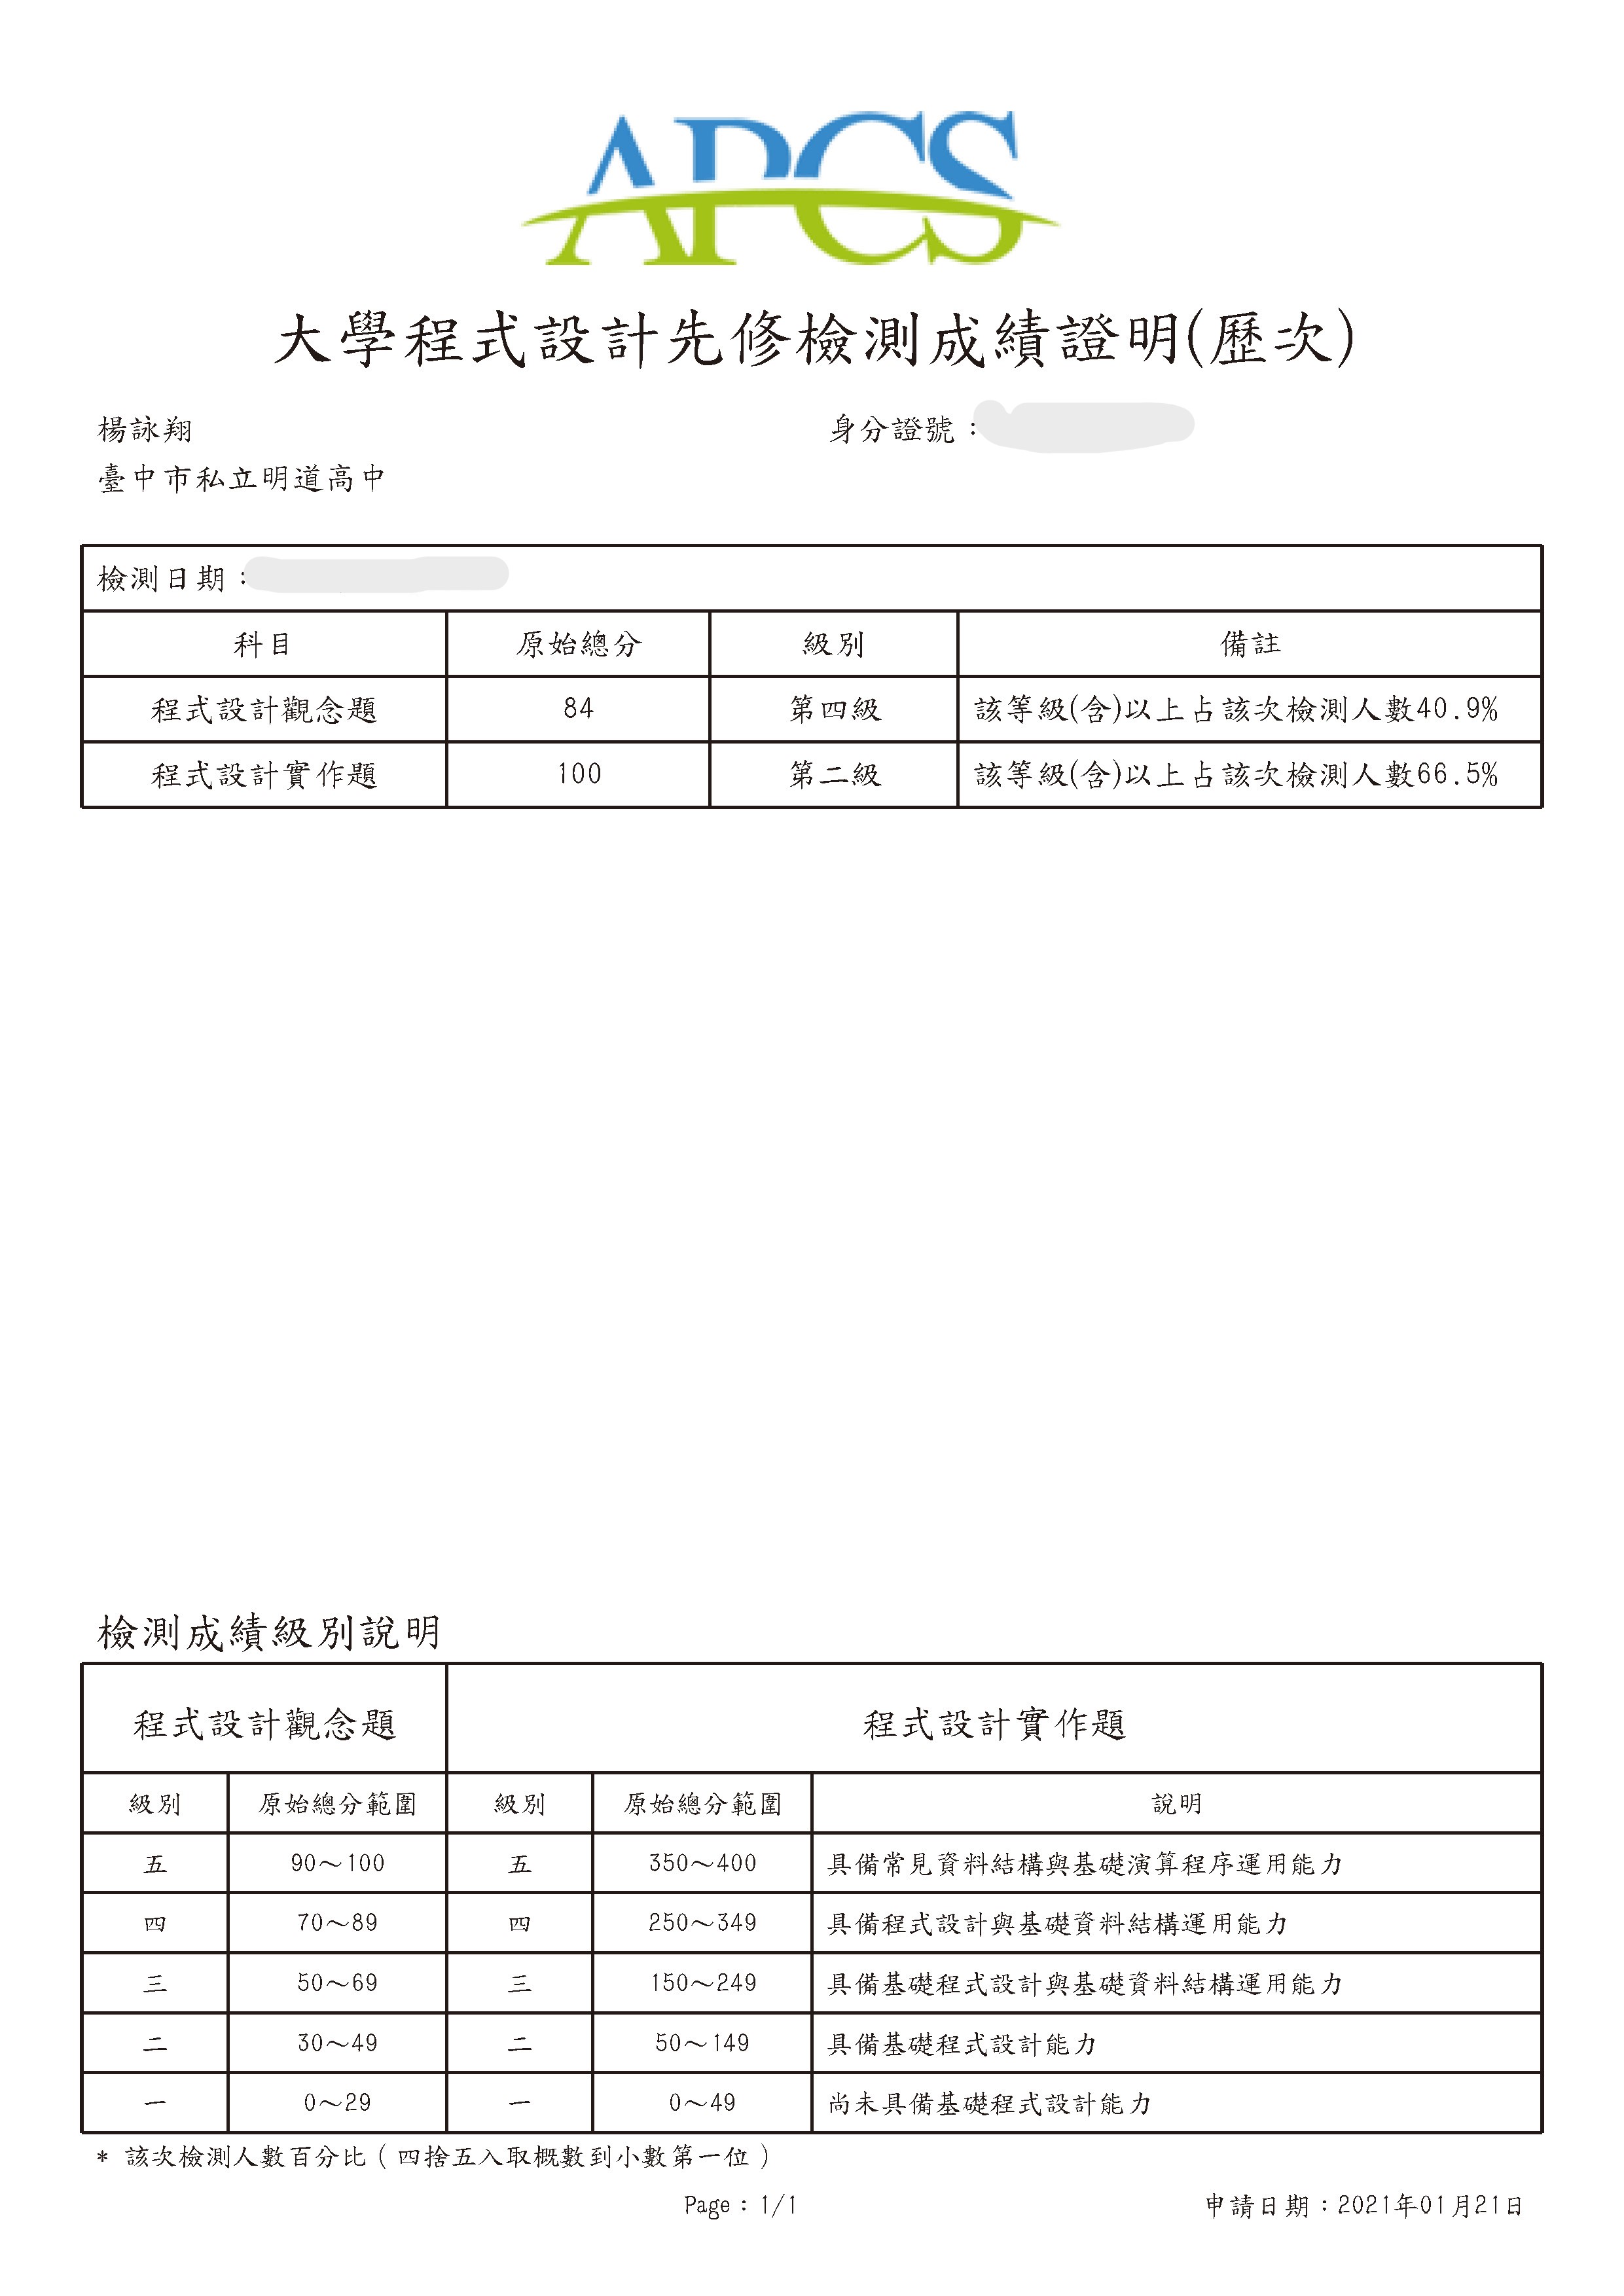 APCS
大學程式設計先修檢測成績證明(歷次)
楊詠翔 身分證號：
臺中市私立明道高中
檢測日期：
科目 原始總分 級別 備註
程式設計觀念題 84 第四級 該等級(含)以上占該次檢測人數40.9%
程式設計實作題 100 第二級 該等級(含)以上占該次檢測人數66.5%
檢測成績級別說明
程式設計觀念題 程式設計實作題
級別 原始總分範圍 級別 原始總分範圍 說明
五 90～100 五 350～400 具備常見資料結構與基礎演算程序運用能力
四 70～89 四 250～349 具備程式設計與基礎資料結構運用能力
三 50～69 三 150～249 具備基礎程式設計與基礎資料結構運用能力
二 30～49 二 50～149 具備基礎程式設計能力
一 0～29 一 0～49 尚未具備基礎程式設計能力
* 該次檢測人數百分比（四捨五入取概數到小數第一位）
Page：1/1 申請日期：2021年01月21日